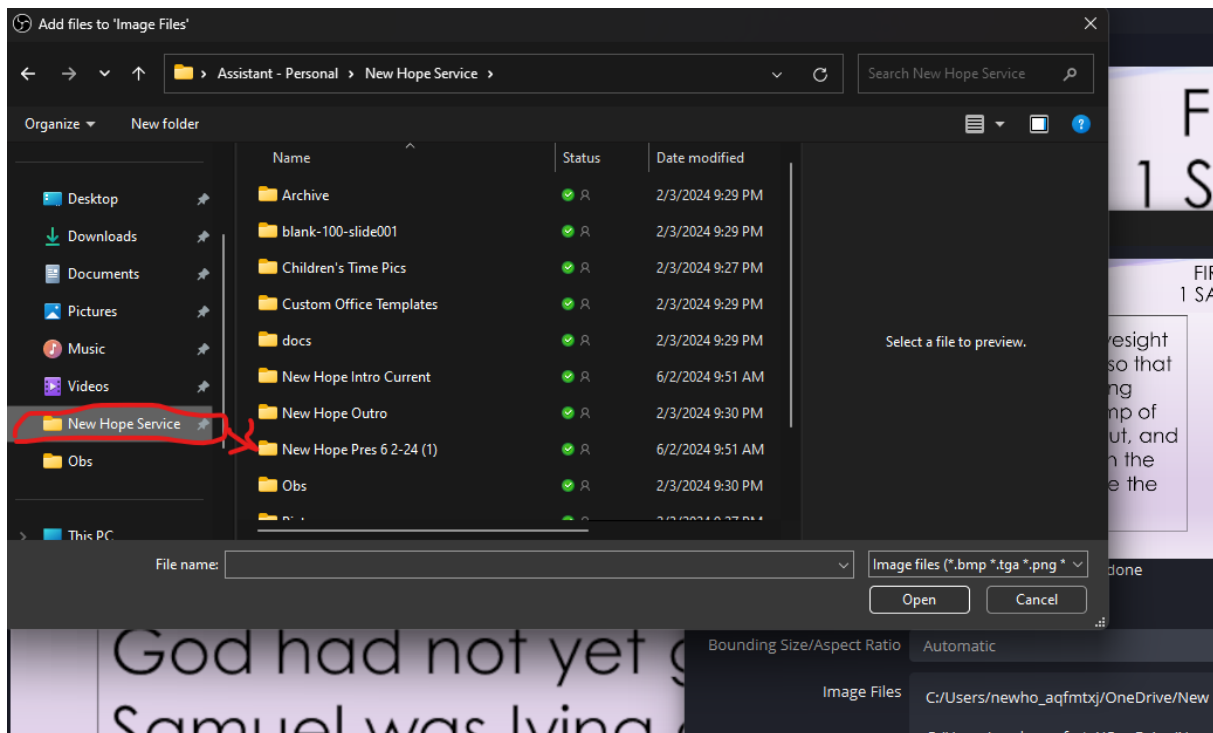 Add files to 'Image Files'
Assistant - Personal › New Hope Service ›
Search New Hope Service
Organize
New folder
Name
Status
Date modified
Desktop
Downloads
Documents
Pictures
Music
Videos
New Hope Service
Obs
This PC
Archive 2/3/2024 9:29 PM
blank-100-slide001 2/3/2024 9:29 PM
Children's Time Pics 2/3/2024 9:27 PM
Custom Office Templates 2/3/2024 9:29 PM
docs 2/3/2024 9:29 PM
New Hope Intro Current 6/2/2024 9:51 AM
New Hope Outro 2/3/2024 9:30 PM
New Hope Pres 6 2-24 (1) 6/2/2024 9:51 AM
Obs 2/3/2024 9:30 PM
Select a file to preview.
File name:
Image files (*.bmp *.tga *.png *
Open
Cancel
F
1 S
FIR
1 SA
yesight
so that
ng
mp of
ut, and
n the
e the
done
God had not yet g
Samuel was lying
Bounding Size/Aspect Ratio
Automatic
Image Files
C:/Users/newho_aqfmtxj/OneDrive/New